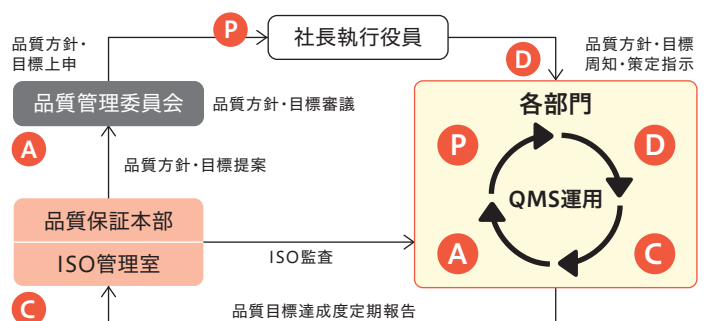 P
社長執行役員
品質方針・
目標上申
D
品質方針・目標
周知・策定指示
品質管理委員会
品質方針・目標審議
A
品質方針・目標提案
各部門
P
D
QMS運用
A
C
品質保証本部
ISO管理室
ISO監査
C
品質目標達成度定期報告